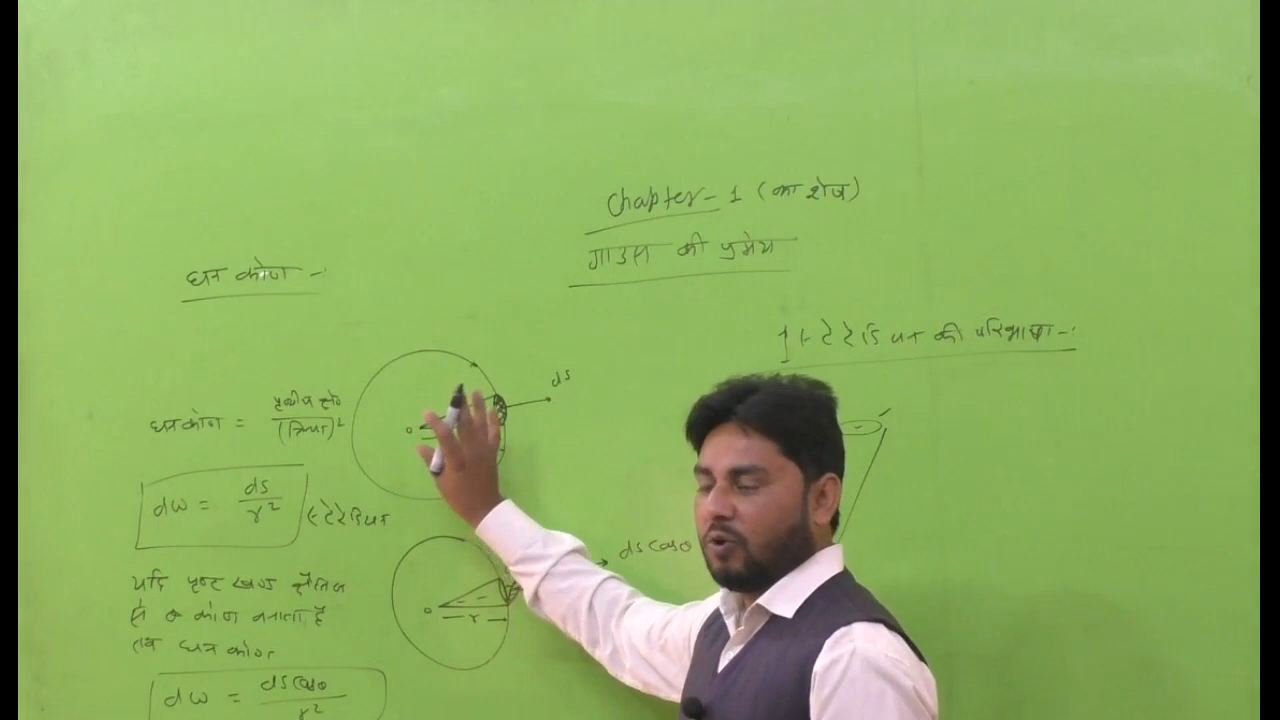 Chapter - 1 (का शेष)
गाउस की प्रमेय
घन कोण -:
1 स्टेरेडियन की परिभाषा -:
ds
घनकोण = पृष्ठीय क्षे० / (त्रिज्या)²
o
dω = ds / r² स्टेरेडियन
ds cosθ
यदि पृष्ट खण्ड क्षैतिज
से θ कोण बनाता है
तब घन कोण
o r
dω = ds cosθ / r²